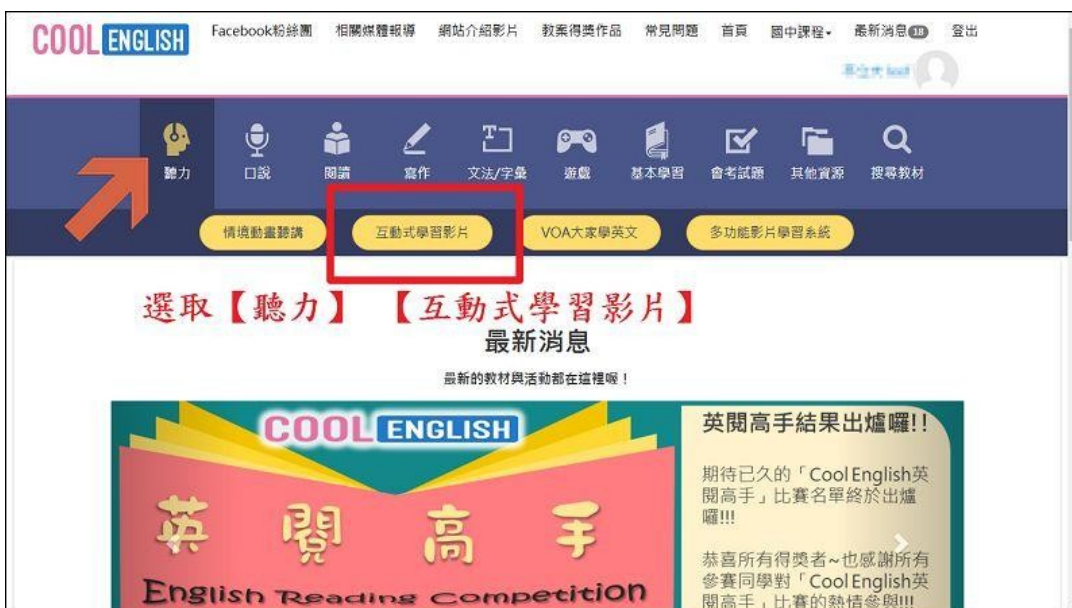 COOL ENGLISH
Facebook粉絲團 相關媒體報導 網站介紹影片 教案得獎作品 常見問題 首頁 國中課程 最新消息 18 登出
聽力 口說 閱讀 寫作 文法/字彙 遊戲 基本學習 會考試題 其他資源 搜尋教材
情境動畫聽講 互動式學習影片 VOA大家學英文 多功能影片學習系統
選取【聽力】 【互動式學習影片】
最新消息
最新的教材與活動都在這裡喔！
COOL ENGLISH
英閱高手
English Reading Competition
英閱高手結果出爐囉!!
期待已久的「Cool English英
閱高手」比賽名單終於出爐
囉!!!
恭喜所有得獎者~也感謝所有
參賽同學對「Cool English英
閱高手」比賽的熱情參與!!!